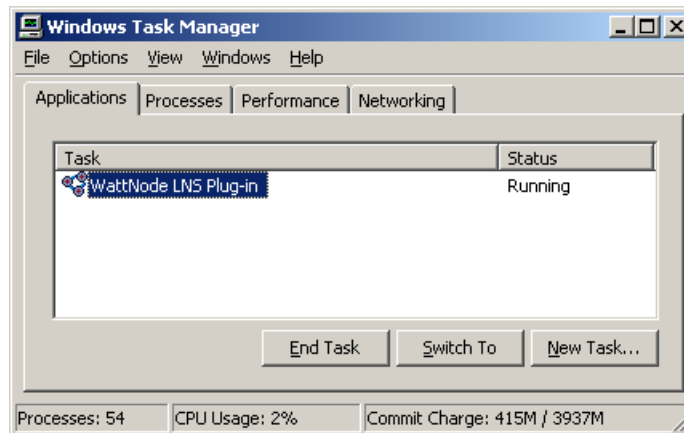 Windows Task Manager
File Options View Windows Help
Applications Processes Performance Networking
Task Status
WattNode LNS Plug-in Running
End Task Switch To New Task...
Processes: 54 CPU Usage: 2% Commit Charge: 415M / 3937M